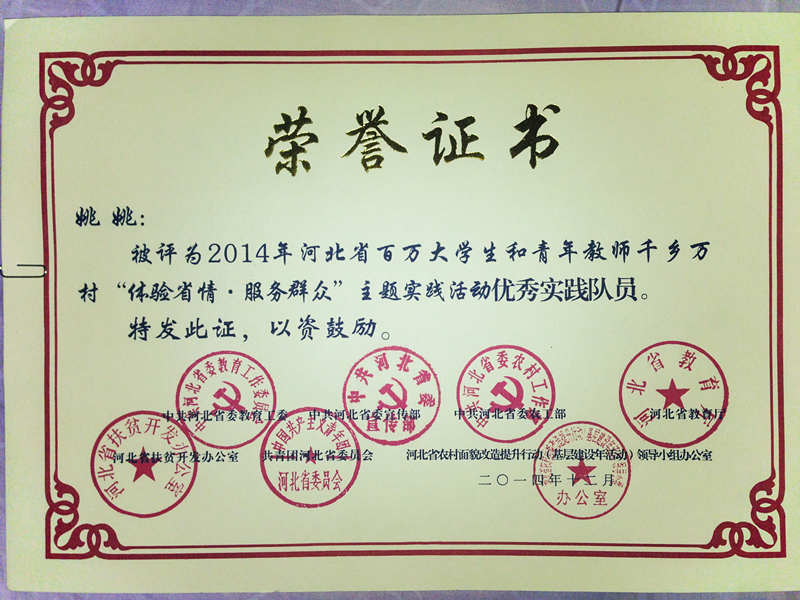 荣誉证书
姚姚：
被评为2014年河北省百万大学生和青年教师千乡万
村“体验省情·服务群众”主题实践活动优秀实践队员。
特发此证，以资鼓励。
中共河北省委教育工委 中共河北省委宣传部 中共河北省委农工部 河北省教育厅
河北省扶贫开发办公室 共青团河北省委员会 河北省农村面貌改造提升行动（基层建设年活动）领导小组办公室
二〇一四年十二月
中共河北省委教育工作委员会
中共河北省委
宣传部
中共河北省委农村工作部
河北省教育厅
河北省扶贫开发办公室
中国共产主义青年团
河北省委员会
办公室